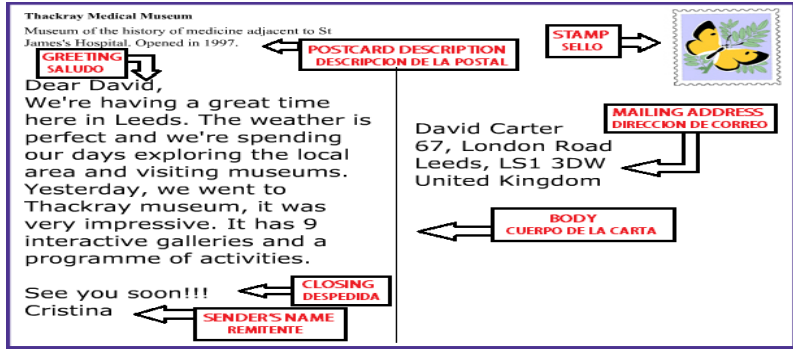 Thackray Medical Museum
Museum of the history of medicine adjacent to St
James's Hospital. Opened in 1997.
POSTCARD DESCRIPTION
DESCRIPCION DE LA POSTAL
STAMP
SELLO
GREETING
SALUDO
Dear David,
We're having a great time
here in Leeds. The weather is
perfect and we're spending
our days exploring the local
area and visiting museums.
Yesterday, we went to
Thackray museum, it was
very impressive. It has 9
interactive galleries and a
programme of activities.
See you soon!!!
Cristina
CLOSING
DESPEDIDA
SENDER'S NAME
REMITENTE
MAILING ADDRESS
DIRECCION DE CORREO
David Carter
67, London Road
Leeds, LS1 3DW
United Kingdom
BODY
CUERPO DE LA CARTA